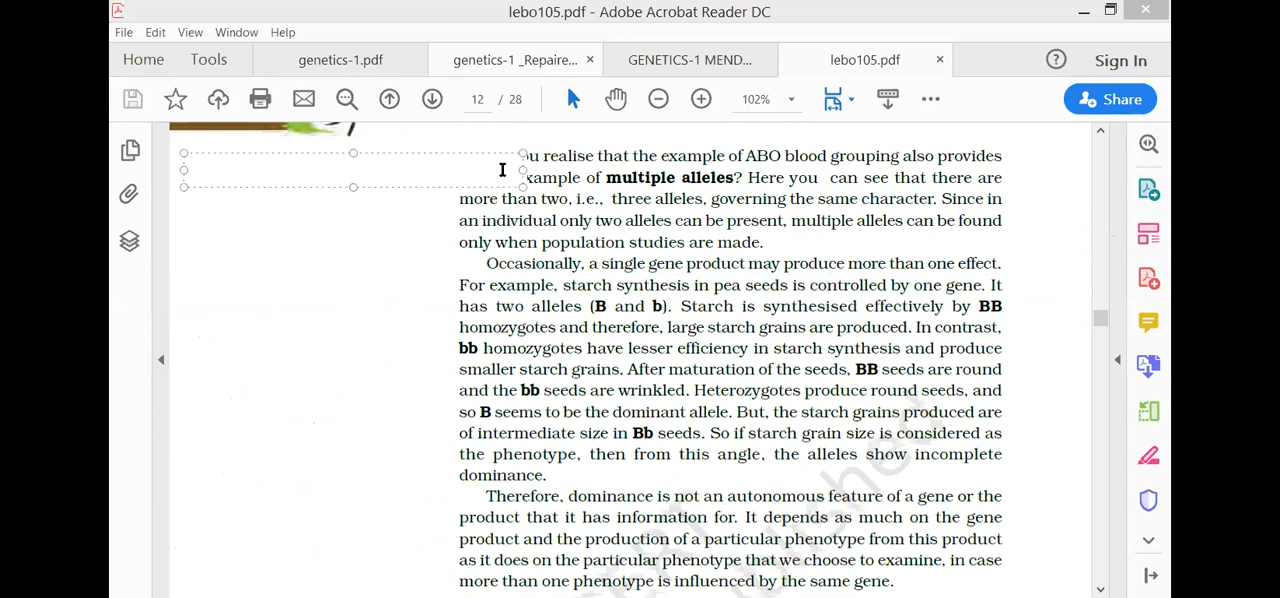 lebo105.pdf - Adobe Acrobat Reader DC
File Edit View Window Help
Home Tools genetics-1.pdf genetics-1 _Repaire... × GENETICS-1 MEND... lebo105.pdf × Sign In
12 / 28 102% Share
u realise that the example of ABO blood grouping also provides
xample of multiple alleles? Here you can see that there are
more than two, i.e., three alleles, governing the same character. Since in
an individual only two alleles can be present, multiple alleles can be found
only when population studies are made.
Occasionally, a single gene product may produce more than one effect.
For example, starch synthesis in pea seeds is controlled by one gene. It
has two alleles (B and b). Starch is synthesised effectively by BB
homozygotes and therefore, large starch grains are produced. In contrast,
bb homozygotes have lesser efficiency in starch synthesis and produce
smaller starch grains. After maturation of the seeds, BB seeds are round
and the bb seeds are wrinkled. Heterozygotes produce round seeds, and
so B seems to be the dominant allele. But, the starch grains produced are
of intermediate size in Bb seeds. So if starch grain size is considered as
the phenotype, then from this angle, the alleles show incomplete
dominance.
Therefore, dominance is not an autonomous feature of a gene or the
product that it has information for. It depends as much on the gene
product and the production of a particular phenotype from this product
as it does on the particular phenotype that we choose to examine, in case
more than one phenotype is influenced by the same gene.